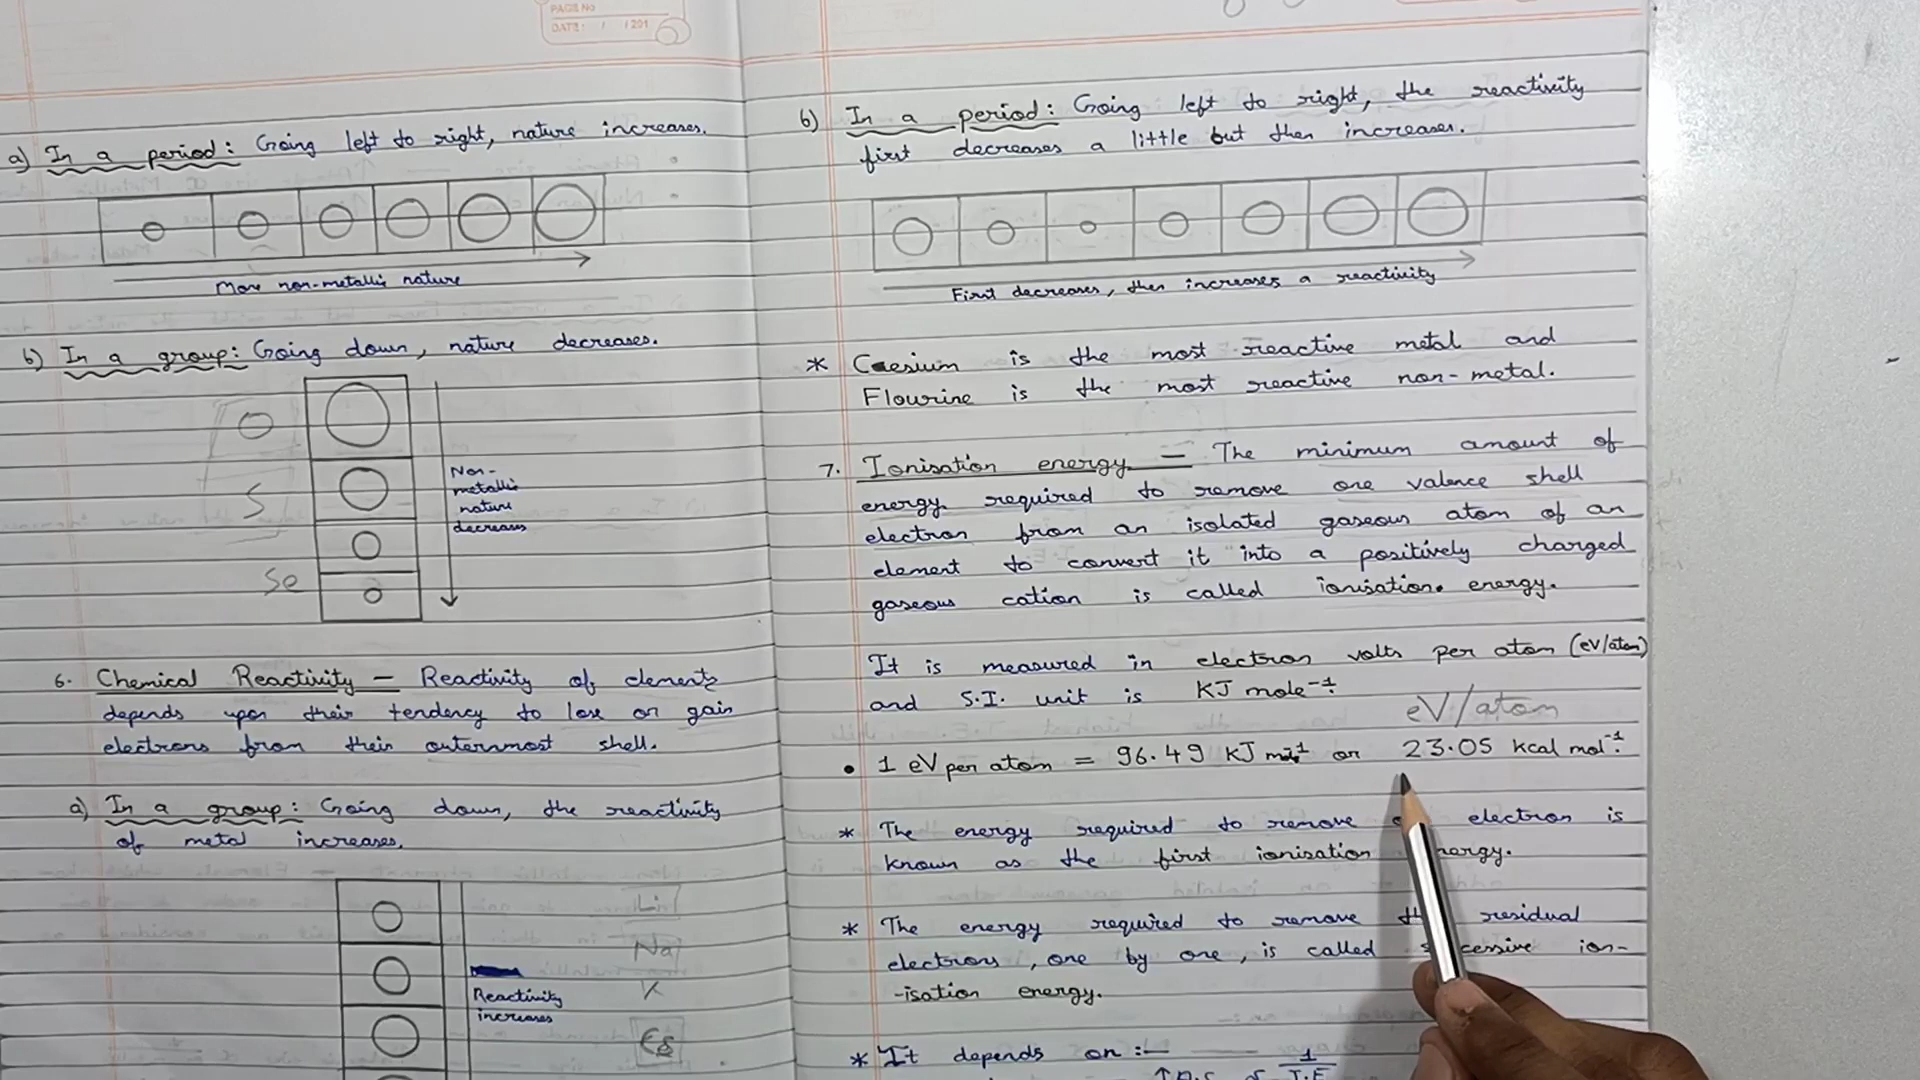 PAGE NO
DATE: / /201
a) In a period: Going left to right, nature increases.
More non-metallic nature
b) In a group: Going down, nature decreases.
O
S
Se
Non-
metallic
nature
decreases
6. Chemical Reactivity — Reactivity of elements
depends upon their tendency to lose or gain
electrons from their outermost shell.
a) In a group: Going down, the reactivity
of metal increases.
Li
Na
K
Cs
Reactivity
increases
b) In a period: Going left to right, the reactivity
first decreases a little but then increases.
First decreases, then increases a reactivity
* Caesium is the most reactive metal and
Flourine is the most reactive non-metal.
7. Ionisation energy — The minimum amount of
energy required to remove one valence shell
electron from an isolated gaseous atom of an
element to convert it into a positively charged
gaseous cation is called ionisation energy.
It is measured in electron volts per atom (eV/atom)
and S.I. unit is KJ mole⁻¹.
eV/atom
• 1 eV per atom = 96.49 KJ mol⁻¹ or 23.05 Kcal mol⁻¹.
* The energy required to remove electron is
known as the first ionisation energy.
* The energy required to remove the residual
electrons, one by one, is called successive ion-
-isation energy.
* It depends on :—
1
I.E